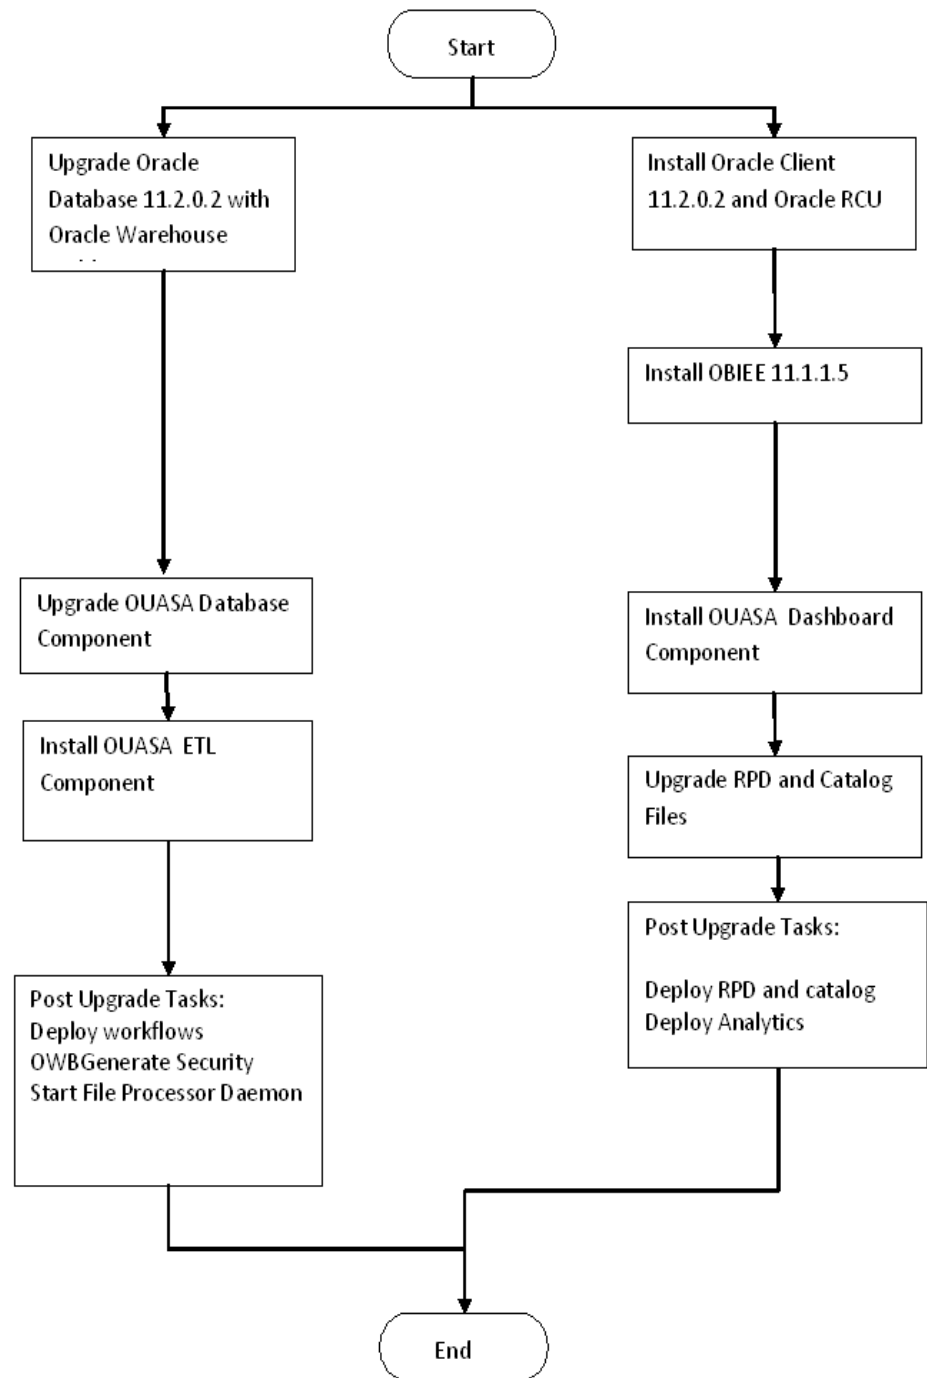 Start
Upgrade Oracle
Database 11.2.0.2 with
Oracle Warehouse
Upgrade OUASA Database
Component
Install OUASA ETL
Component
Post Upgrade Tasks:
Deploy workflows
OWBGenerate Security
Start File Processor Daemon
Install Oracle Client
11.2.0.2 and Oracle RCU
Install OBIEE 11.1.1.5
Install OUASA Dashboard
Component
Upgrade RPD and Catalog
Files
Post Upgrade Tasks:
Deploy RPD and catalog
Deploy Analytics
End